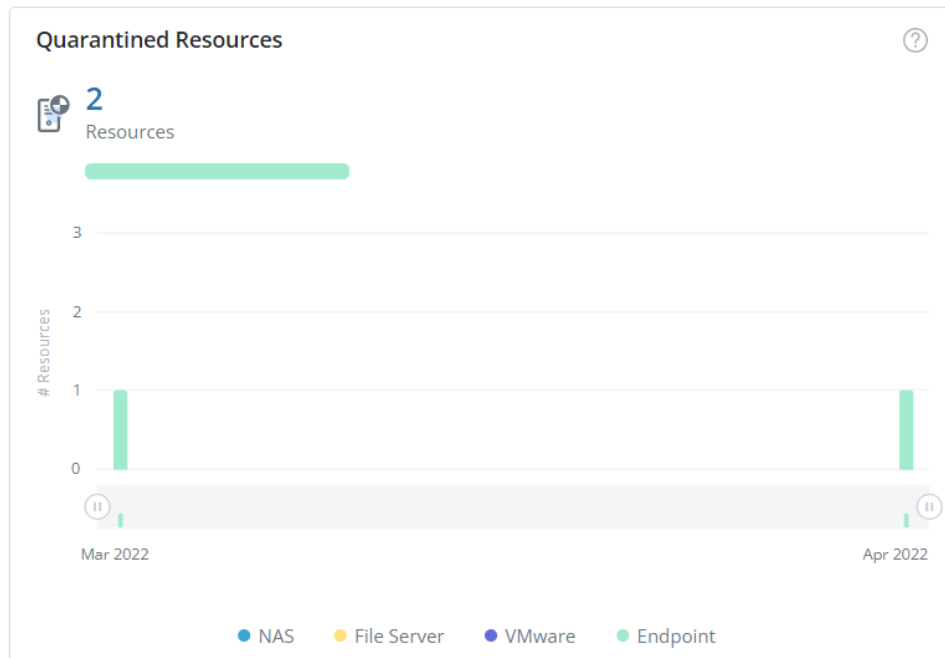 Quarantined Resources
?
2
Resources
3
2
1
0
# Resources
Mar 2022
Apr 2022
NAS
File Server
VMware
Endpoint